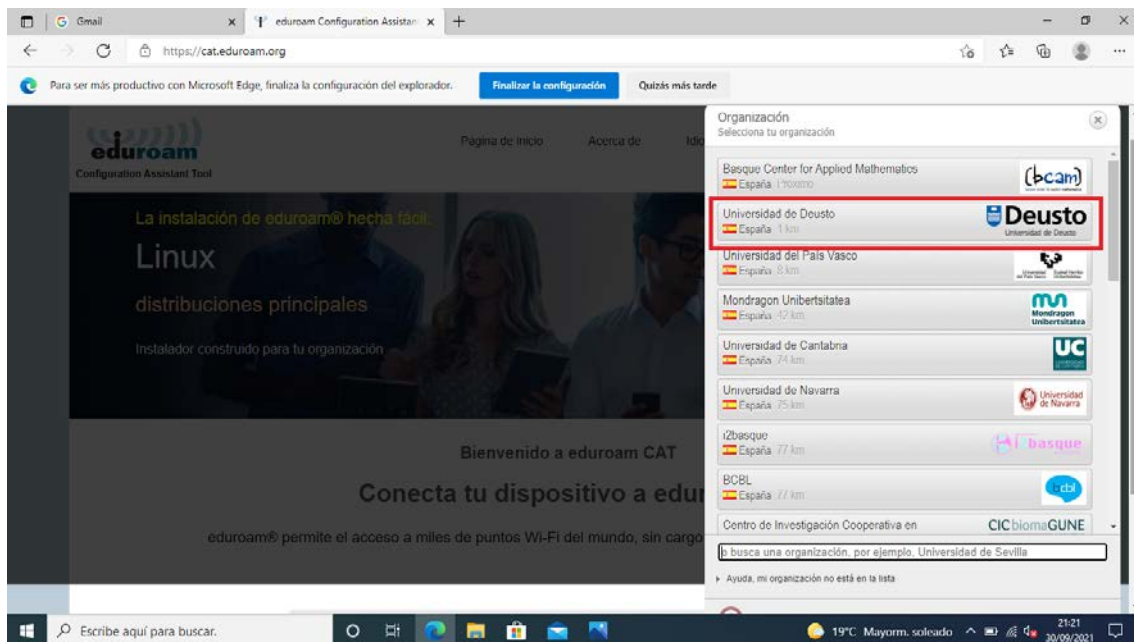 Gmail
eduroam Configuration Assistan
https://cat.eduroam.org
Para ser más productivo con Microsoft Edge, finaliza la configuración del explorador.
Finalizar la configuración
Quizás más tarde
eduroam
Configuration Assistant Tool
Página de inicio
Acerca de
Idio
La instalación de eduroam® hecha fácil:
Linux
distribuciones principales
Instalador construido para tu organización
Bienvenido a eduroam CAT
Conecta tu dispositivo a edur
eduroam® permite el acceso a miles de puntos Wi-Fi del mundo, sin cargo
Organización
Selecciona tu organización
Basque Center for Applied Mathematics
España Próximo
(bcam)
Universidad de Deusto
España 1 km
Deusto
Universidad de Deusto
Universidad del País Vasco
España 8 km
Mondragon Unibertsitatea
España 42 km
Mondragon
Unibertsitatea
Universidad de Cantabria
España 74 km
UC
Universidad de Navarra
España 75 km
Universidad
de Navarra
i2basque
España 77 km
i2basque
BCBL
España 77 km
bcbl
Centro de Investigación Cooperativa en
CICbiomaGUNE
o busca una organización, por ejemplo, Universidad de Sevilla
Ayuda, mi organización no está en la lista
Escribe aquí para buscar.
19°C Mayorm. soleado
21:21
30/09/2021